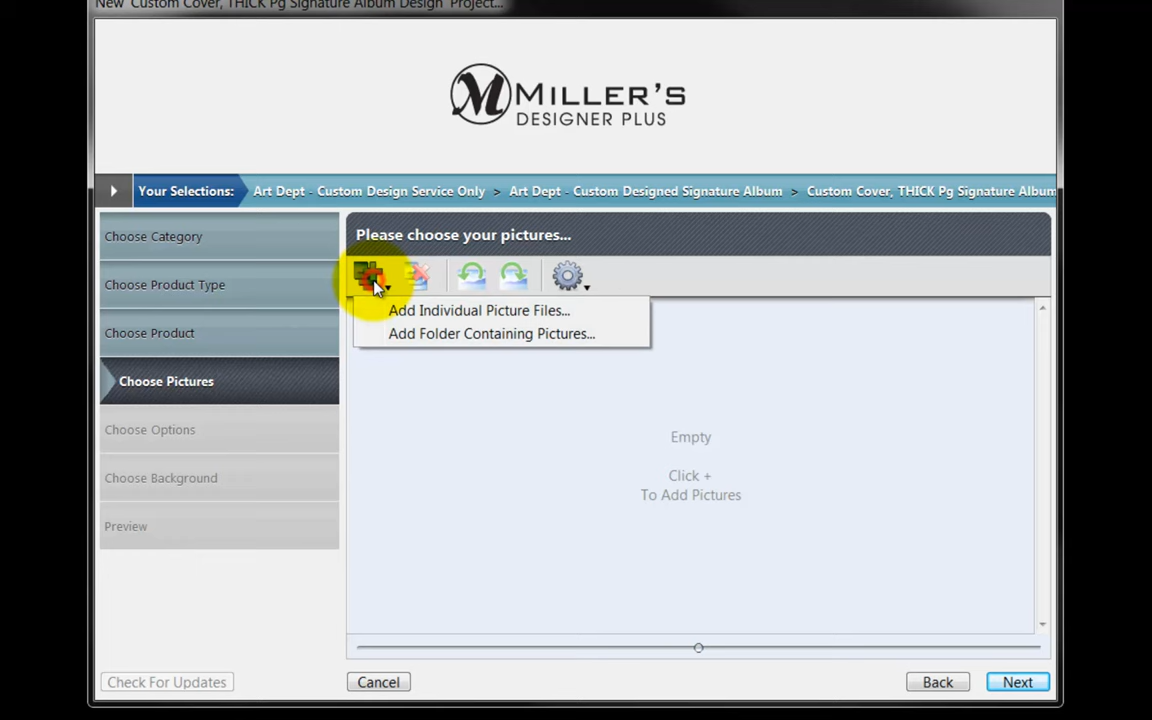 New 'Custom Cover, THICK Pg Signature Album Design' Project...
MILLER'S
DESIGNER PLUS
Your Selections: Art Dept - Custom Design Service Only > Art Dept - Custom Designed Signature Album > Custom Cover, THICK Pg Signature Album
Choose Category
Choose Product Type
Choose Product
Choose Pictures
Choose Options
Choose Background
Preview
Please choose your pictures...
Add Individual Picture Files...
Add Folder Containing Pictures...
Empty
Click +
To Add Pictures
Check For Updates
Cancel
Back
Next